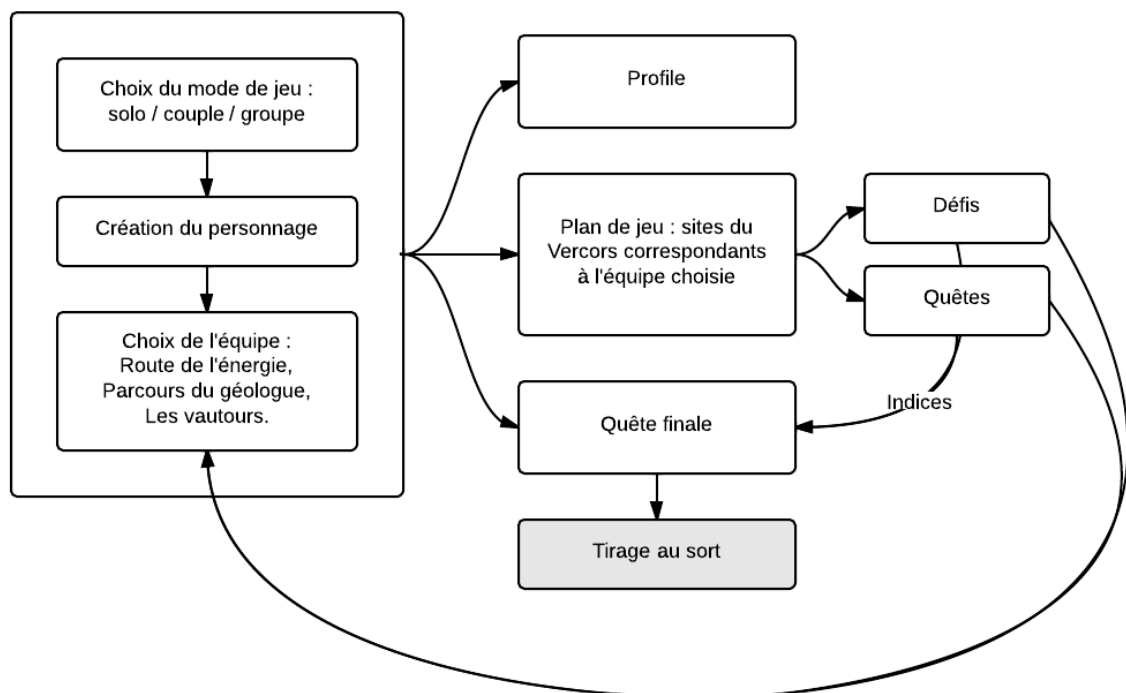 Choix du mode de jeu :
solo / couple / groupe
Création du personnage
Choix de l'équipe :
Route de l'énergie,
Parcours du géologue,
Les vautours.
Profile
Plan de jeu : sites du
Vercors correspondants
à l'équipe choisie
Défis
Quêtes
Indices
Quête finale
Tirage au sort